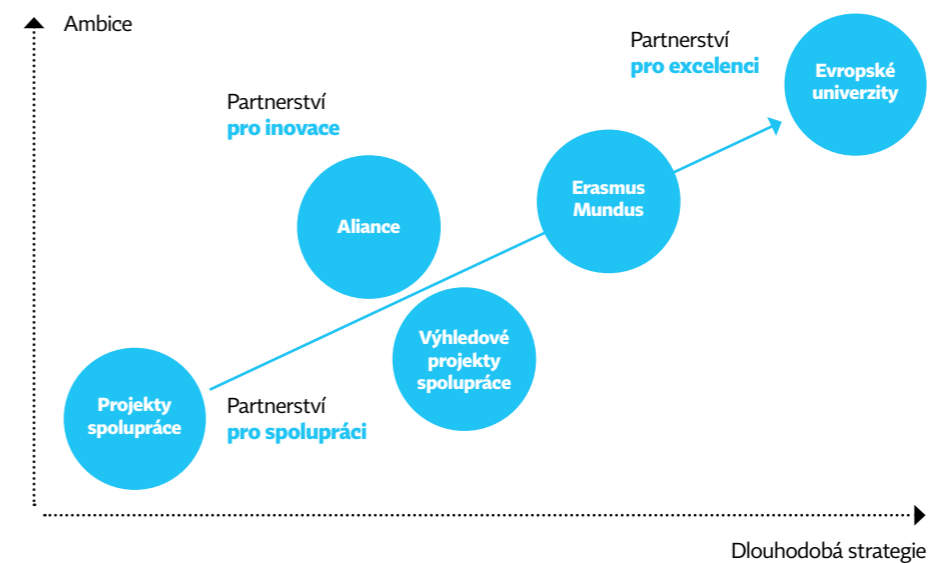 Ambice
Partnerství
pro excelenci
Evropské
univerzity
Partnerství
pro inovace
Erasmus
Mundus
Aliance
Výhledové
projekty
spolupráce
Projekty
spolupráce
Partnerství
pro spolupráci
Dlouhodobá strategie